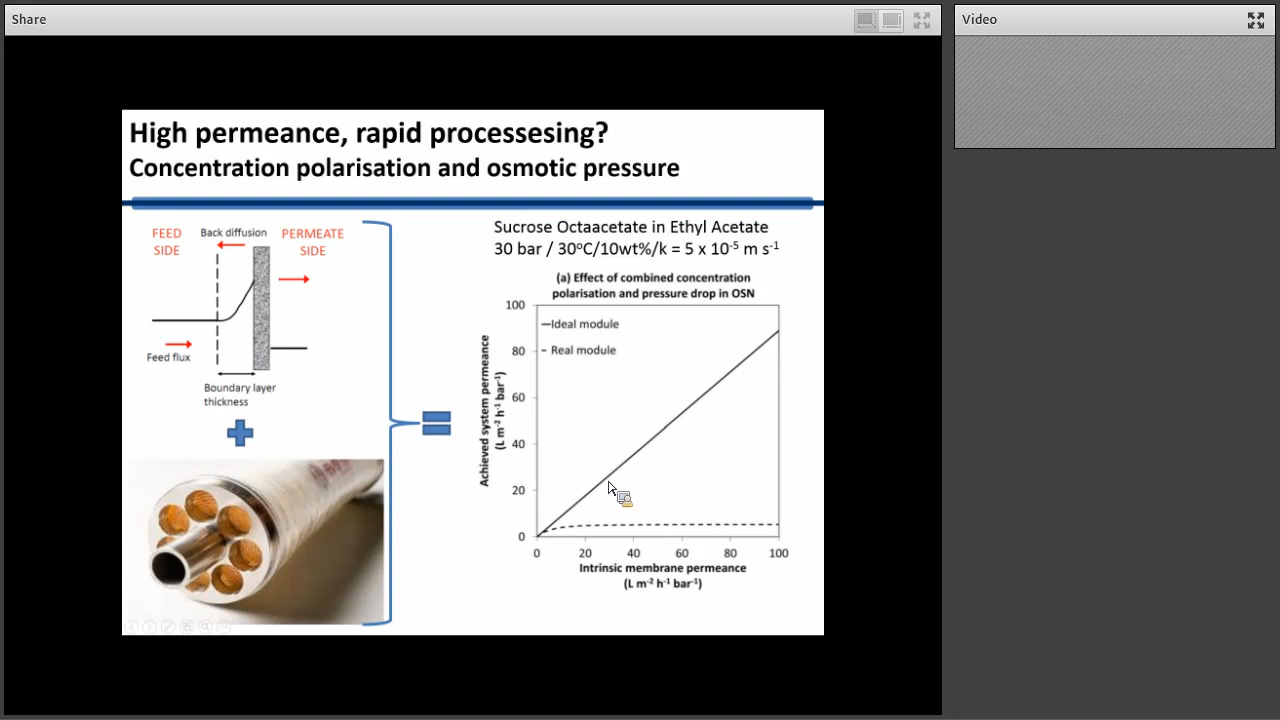 Share
Video
High permeance, rapid processesing?
Concentration polarisation and osmotic pressure
FEED
SIDE
Back diffusion
PERMEATE
SIDE
Feed flux
Boundary layer
thickness
Sucrose Octaacetate in Ethyl Acetate
30 bar / 30ºC/10wt%/k = 5 x 10⁻⁵ m s⁻¹
(a) Effect of combined concentration
polarisation and pressure drop in OSN
Achieved system permeance
(L m⁻² h⁻¹ bar⁻¹)
100
80
60
40
20
0
Ideal module
Real module
0 20 40 60 80 100
Intrinsic membrane permeance
(L m⁻² h⁻¹ bar⁻¹)